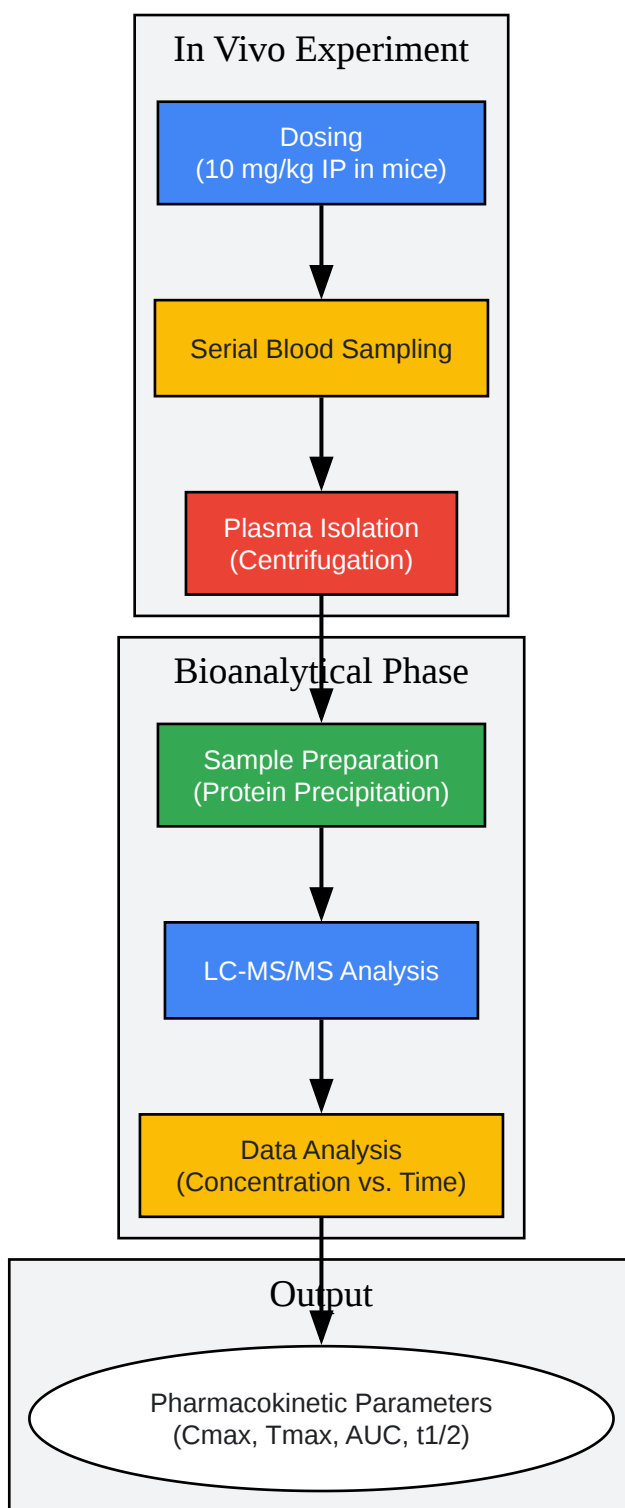 In Vivo Experiment
Dosing
(10 mg/kg IP in mice)
Serial Blood Sampling
Plasma Isolation
(Centrifugation)
Bioanalytical Phase
Sample Preparation
(Protein Precipitation)
LC-MS/MS Analysis
Data Analysis
(Concentration vs. Time)
Output
Pharmacokinetic Parameters
(Cmax, Tmax, AUC, t1/2)